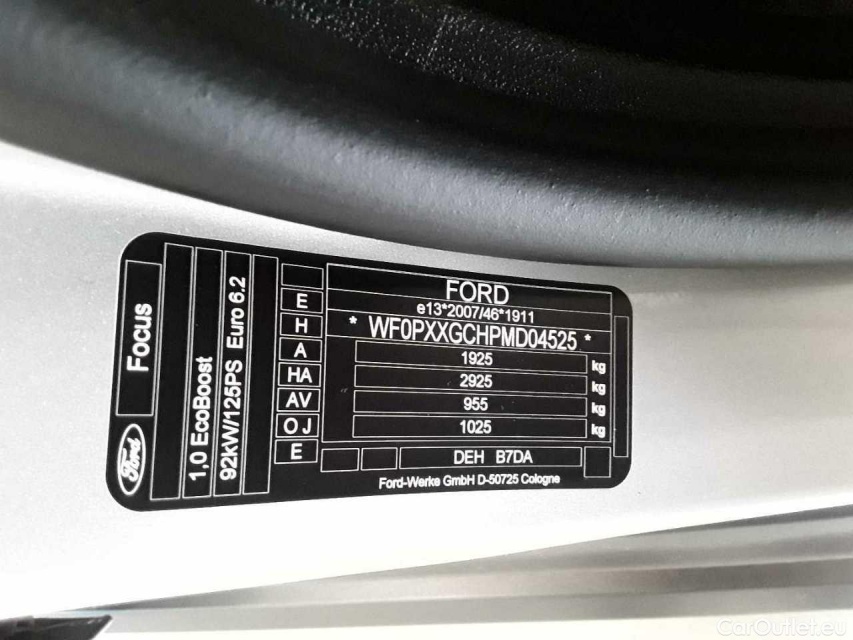 Focus
Ford
1,0 EcoBoost
92kW/125PS Euro 6.2
E
H
A
HA
AV
OJ
E
FORD
e13*2007/46*1911
* WF0PXXGCHPMD04525 *
1925 kg
2925 kg
955 kg
1025 kg
DEH B7DA
Ford-Werke GmbH D-50725 Cologne
CarOutlet.eu